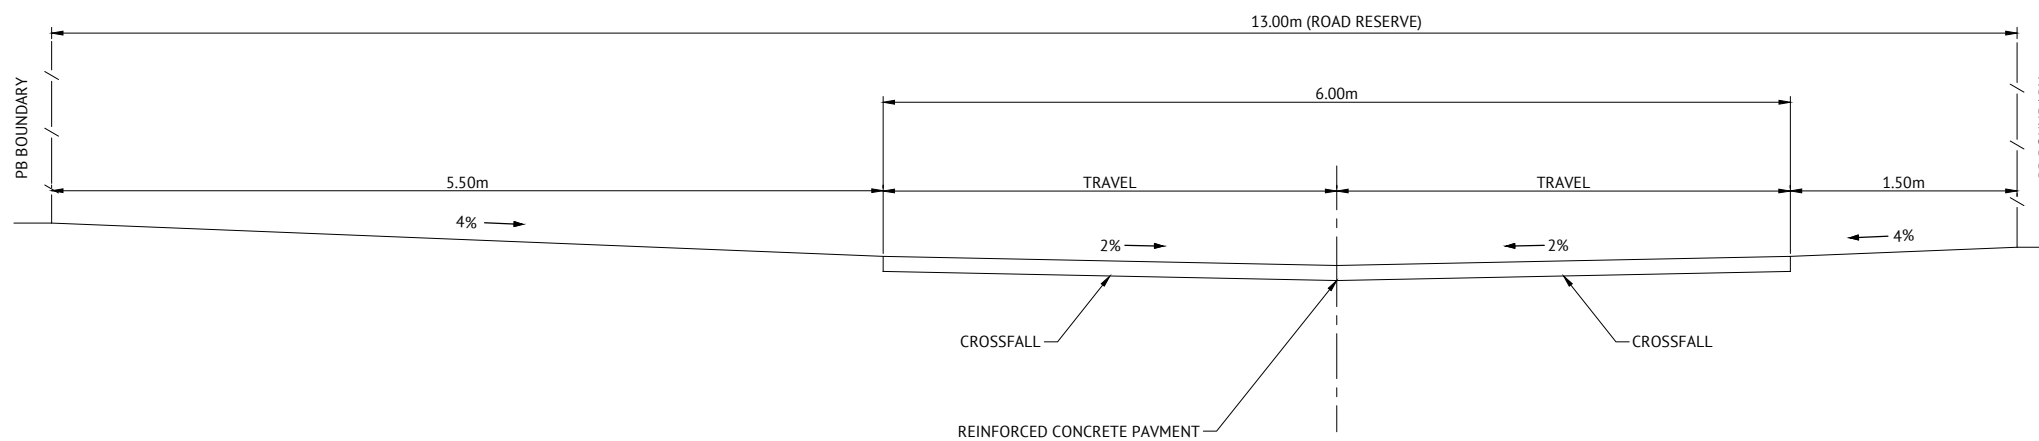 13.00m (ROAD RESERVE)
6.00m
PB BOUNDARY
5.50m
TRAVEL
TRAVEL
1.50m
4%
2%
2%
4%
CROSSFALL
CROSSFALL
REINFORCED CONCRETE PAVMENT